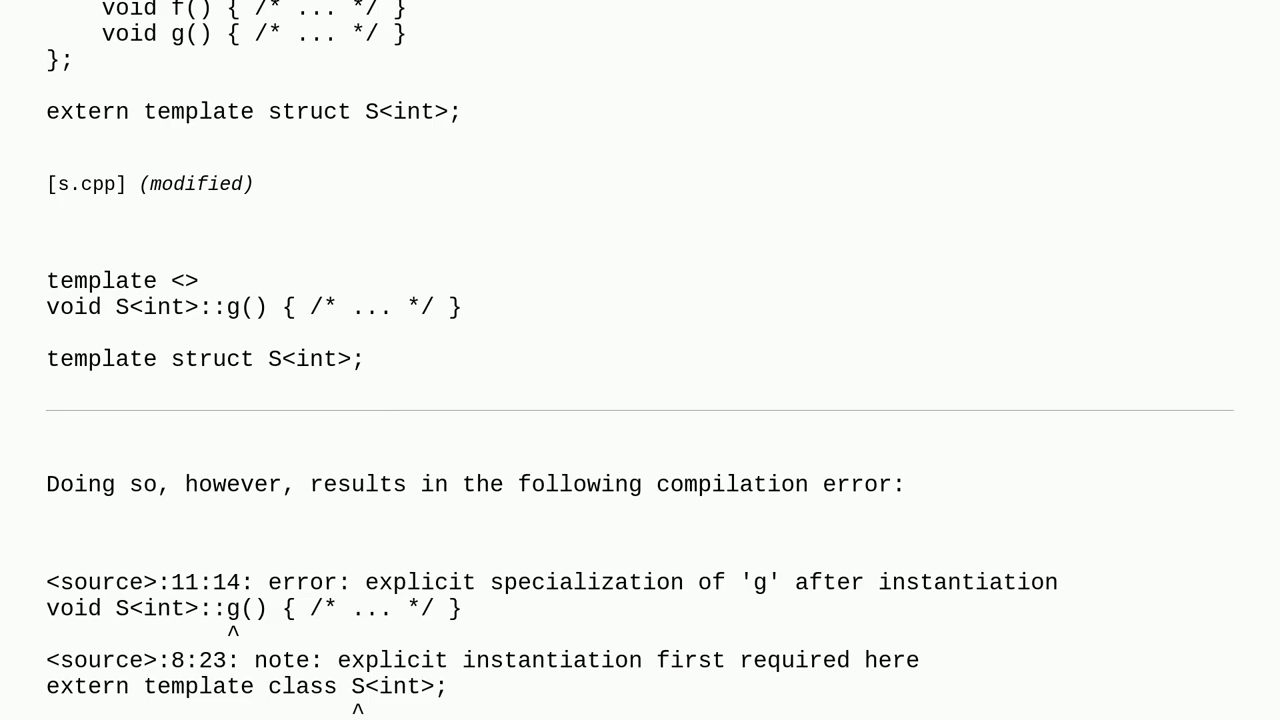 void f() { /* ... */ }
void g() { /* ... */ }
};
extern template struct S<int>;
[s.cpp] (modified)
template <>
void S<int>::g() { /* ... */ }
template struct S<int>;
Doing so, however, results in the following compilation error:
<source>:11:14: error: explicit specialization of 'g' after instantiation
void S<int>::g() { /* ... */ }
^
<source>:8:23: note: explicit instantiation first required here
extern template class S<int>;
^